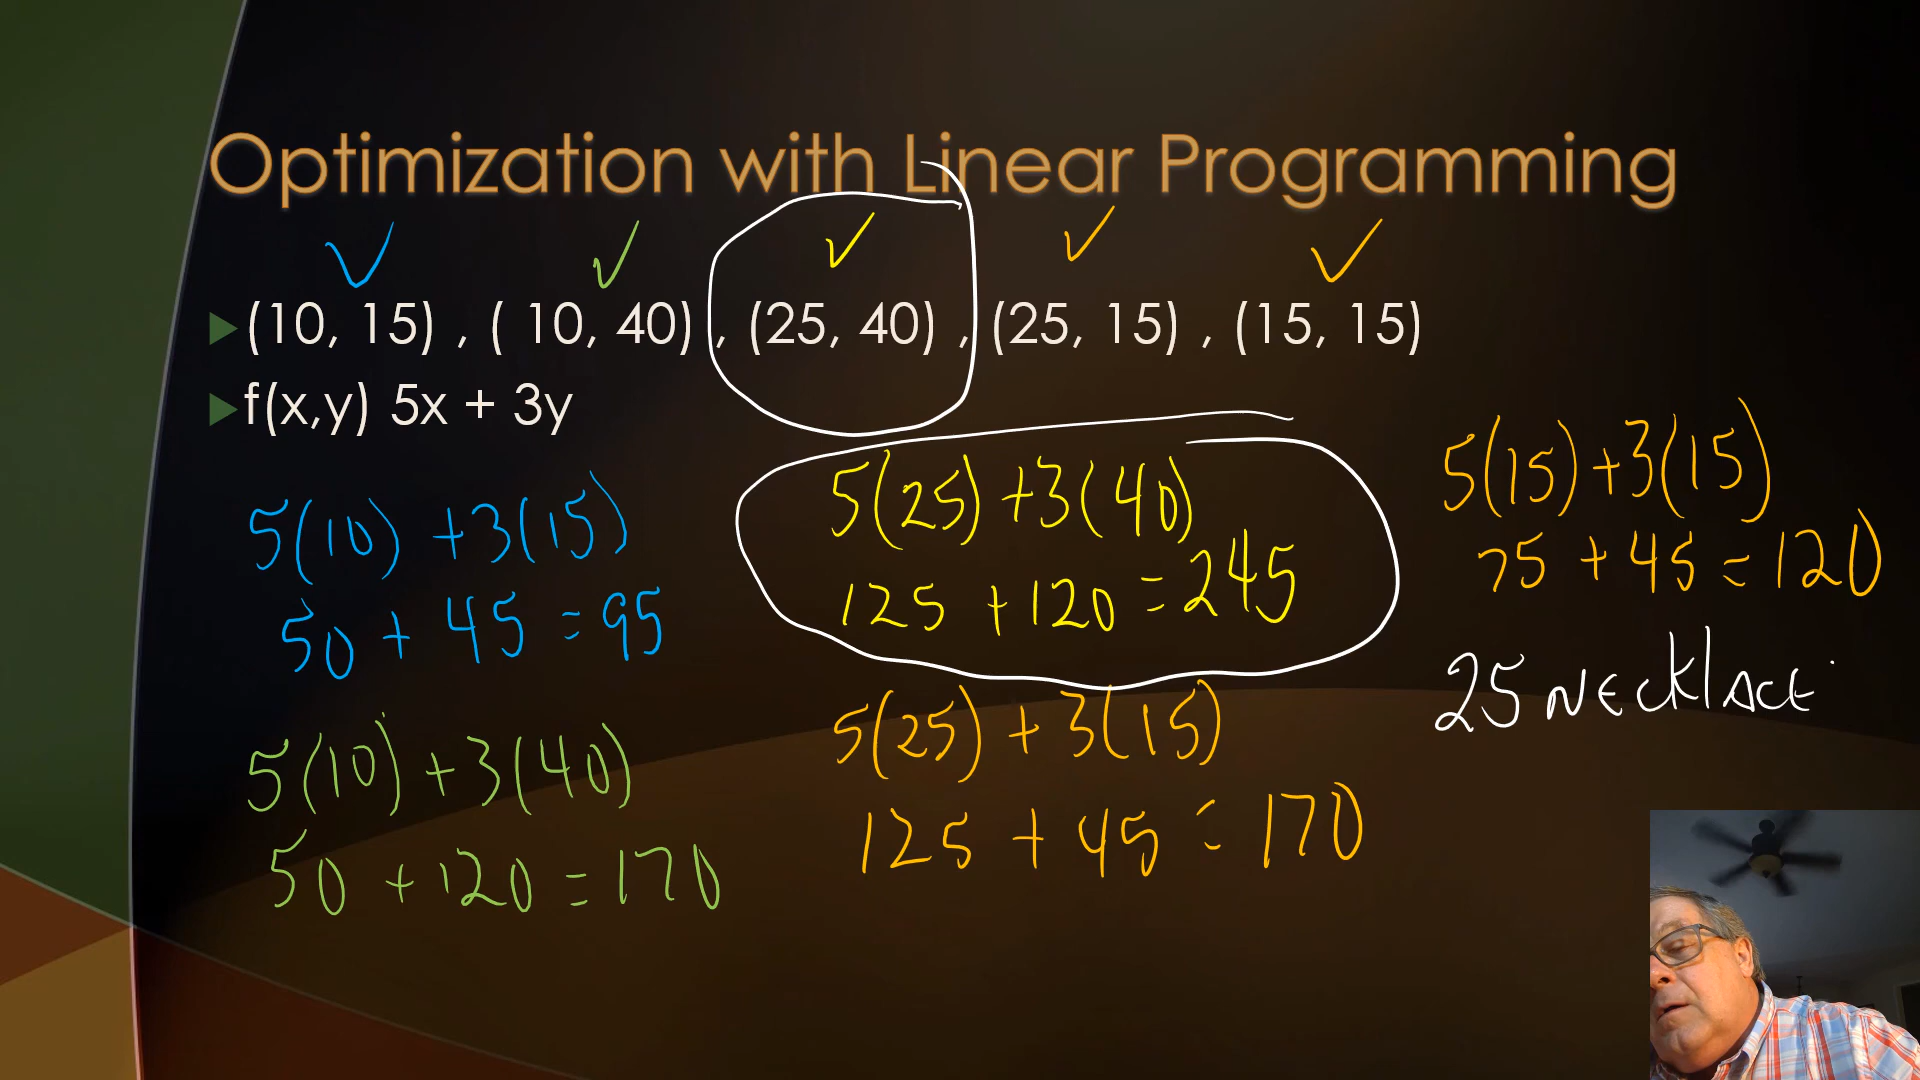 Optimization with Linear Programming
(10, 15) , ( 10, 40) , (25, 40) , (25, 15) , (15, 15)
f(x,y) 5x + 3y
5(10) +3(15)
50 + 45 = 95
5(10) +3(40)
50 +120 = 170
5(25) +3(40)
125 +120 = 245
5(25) + 3(15)
125 + 45 = 170
5(15) +3(15)
75 + 45 = 120
25 NECKLACE